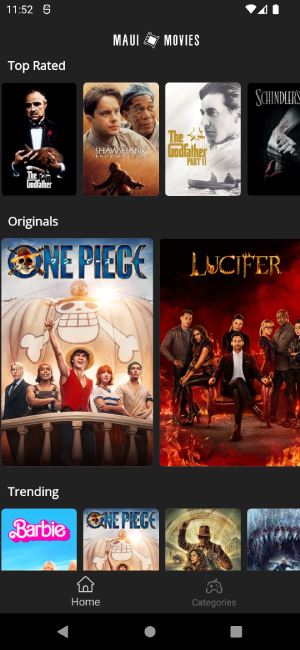 11:52
MAUI MOVIES
Top Rated
The Godfather
SHAWSHANK
REDEMPTION
The Godfather
PART II
SCHINDLER'S
Originals
ONE PIECE
LUCIFER
Trending
Barbie
ONE PIECE
Home
Categories